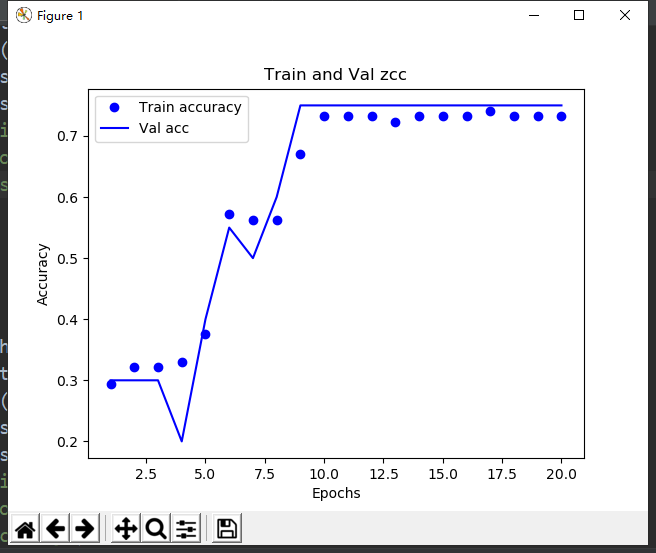 Figure 1
Train and Val zcc
Train accuracy
Val acc
0.7
0.6
0.5
0.4
0.3
0.2
Accuracy
2.5 5.0 7.5 10.0 12.5 15.0 17.5 20.0
Epochs